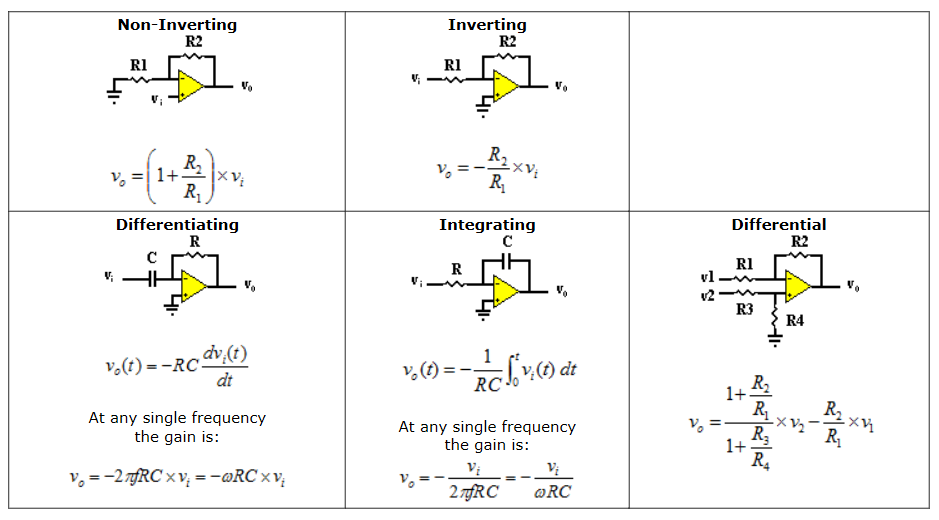 Non-Inverting
R2
R1
vi
vo
vo = (1 + R2/R1) × vi
Inverting
R2
R1
vi
vo
vo = − R2/R1 × vi
Differentiating
R
C
vi
vo
vo(t) = −RC dvi(t)/dt
At any single frequency
the gain is:
vo = −2πfRC × vi = −ωRC × vi
Integrating
C
R
vi
vo
vo(t) = − 1/RC ∫0t vi(t) dt
At any single frequency
the gain is:
vo = − vi/2πfRC = − vi/ωRC
Differential
R2
R1
v1
v2
R3
R4
vo
vo = (1 + R2/R1)/(1 + R3/R4) × v2 − R2/R1 × v1